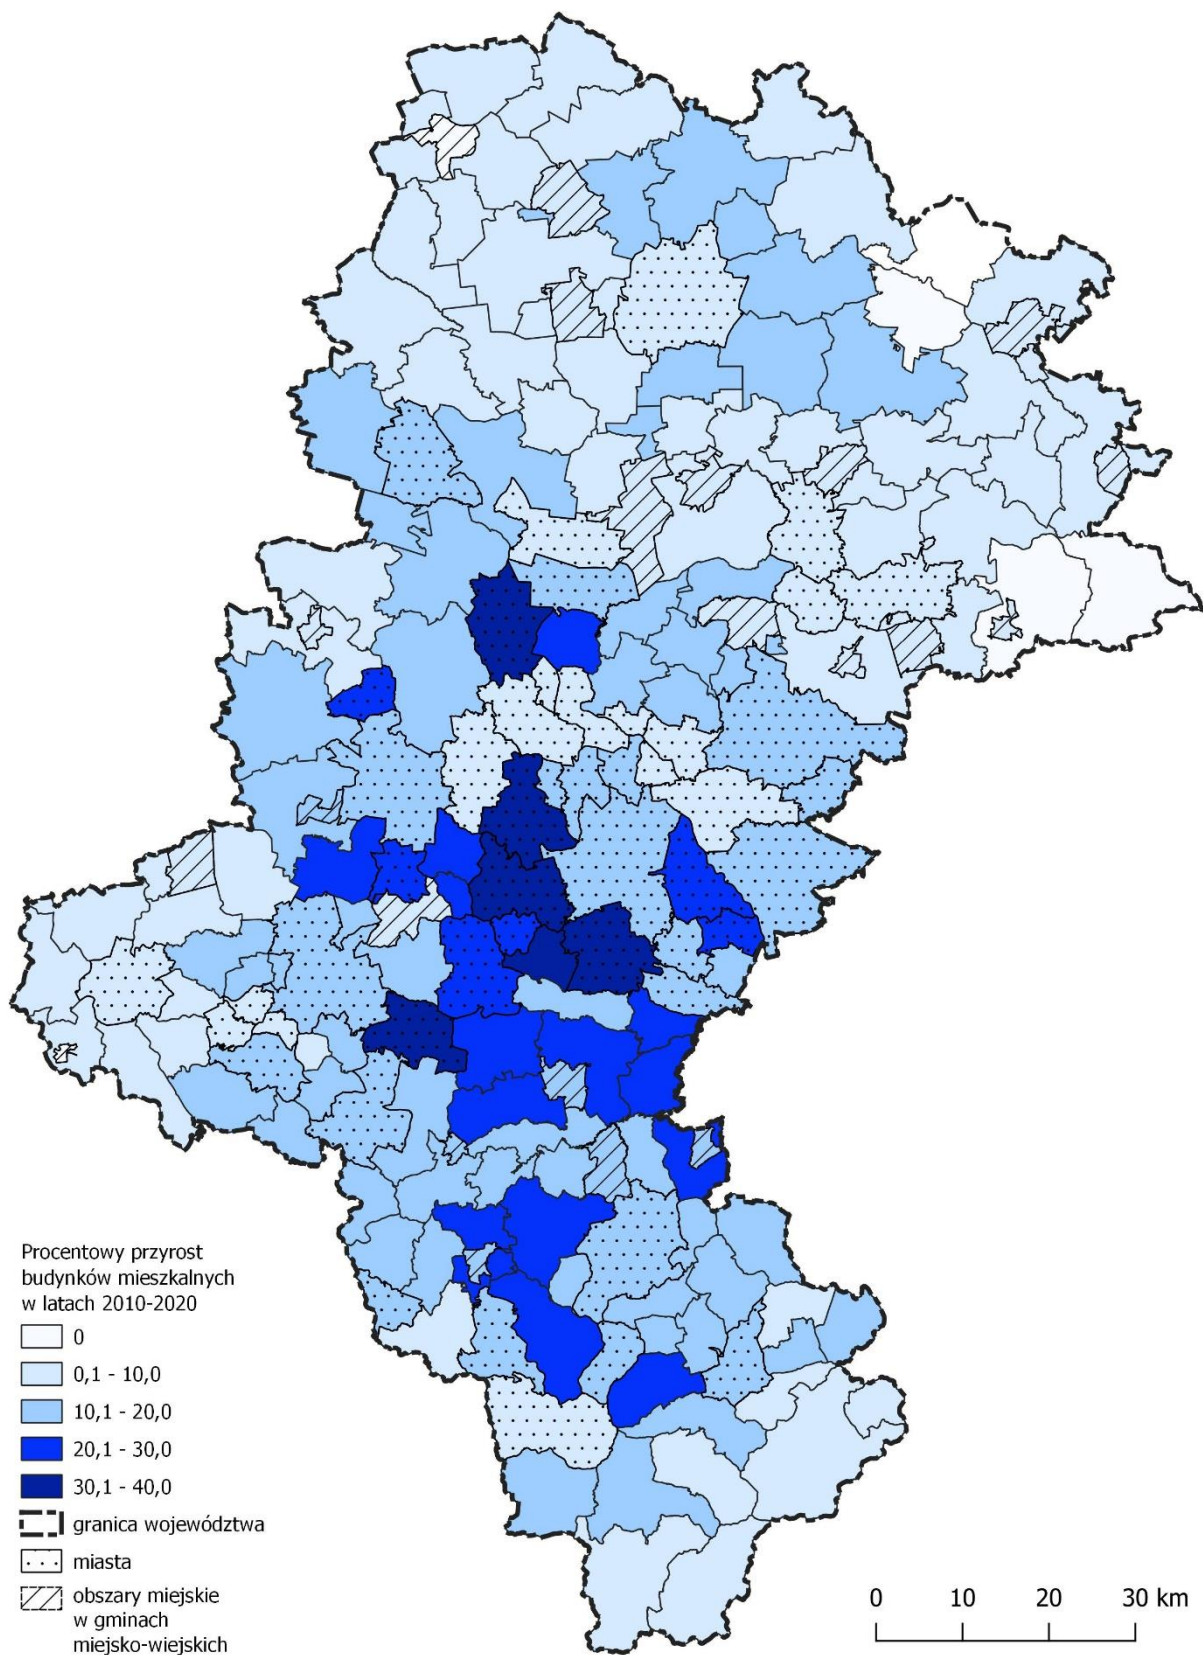 Procentowy przyrost
budynków mieszkalnych
w latach 2010-2020
0
0,1 - 10,0
10,1 - 20,0
20,1 - 30,0
30,1 - 40,0
granica województwa
miasta
obszary miejskie
w gminach
miejsko-wiejskich
0 10 20 30 km